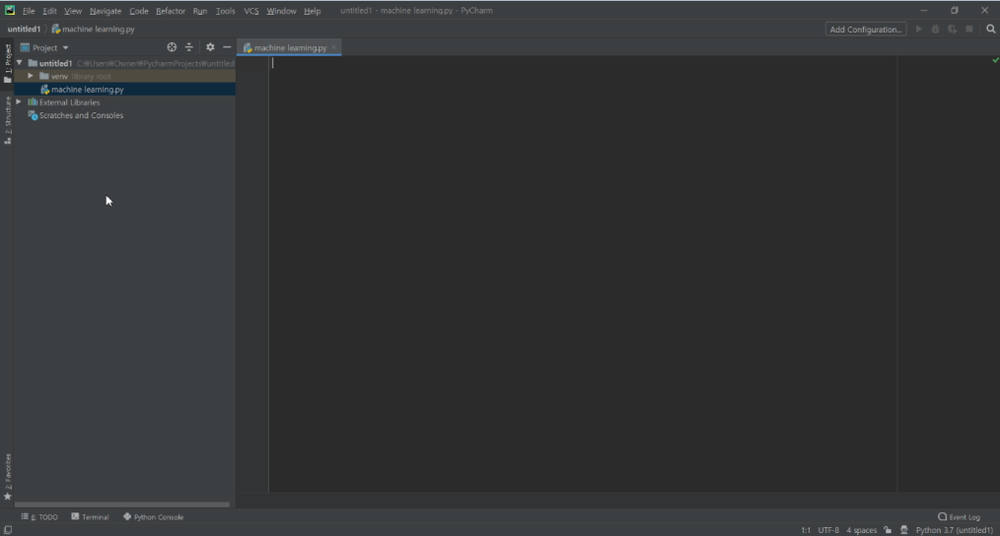 File Edit View Navigate Code Refactor Run Tools VCS Window Help untitled1 - machine learning.py - PyCharm
untitled1 machine learning.py Add Configuration...
1: Project
Project machine learning.py
untitled1 C:₩Users₩Owner₩PycharmProjects₩untitled
venv library root
machine learning.py
External Libraries
Scratches and Consoles
2: Structure
2: Favorites
6: TODO Terminal Python Console Event Log
1:1 UTF-8 4 spaces Python 3.7 (untitled1)